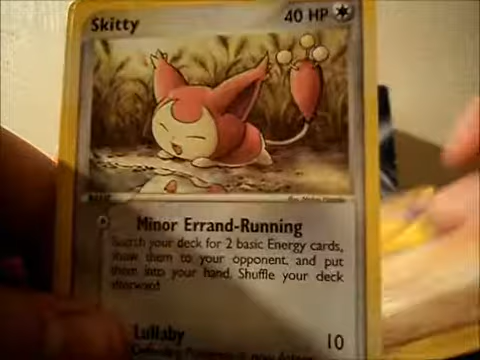 Skitty 40 HP
Minor Errand-Running
Search your deck for 2 basic Energy cards,
show them to your opponent, and put
them into your hand. Shuffle your deck
afterward
Lullaby 10